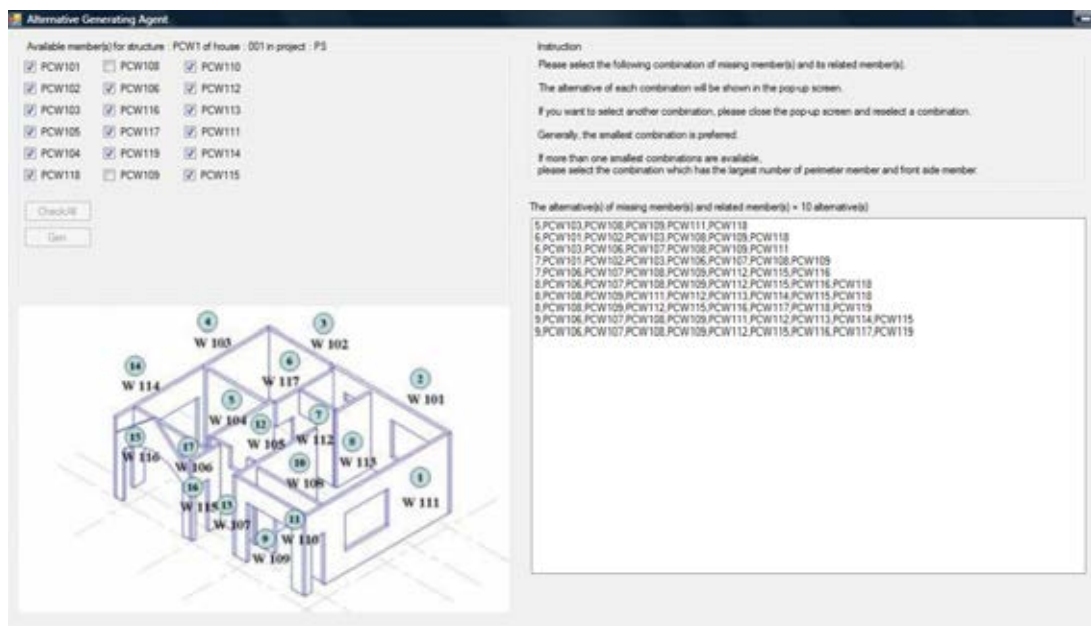 Alternative Generating Agent
Available member(s) for structure : PCW1 of house : 001 in project : PS
PCW101 PCW108 PCW110
PCW102 PCW106 PCW112
PCW103 PCW116 PCW113
PCW105 PCW117 PCW111
PCW104 PCW119 PCW114
PCW118 PCW109 PCW115
CheckAll
Gen
Instruction
Please select the following combination of missing member(s) and its related member(s).
The alternative of each combination will be shown in the pop-up screen.
If you want to select another combination, please close the pop-up screen and reselect a combination.
Generally, the smallest combination is preferred.
If more than one smallest combinations are available,
please select the combination which has the largest number of perimeter member and front side member.
The alternative(s) of missing member(s) and related member(s) = 10 alternative(s)
5,PCW103,PCW108,PCW109,PCW111,PCW118
6,PCW101,PCW102,PCW103,PCW108,PCW109,PCW118
6,PCW103,PCW106,PCW107,PCW108,PCW109,PCW111
7,PCW101,PCW102,PCW103,PCW106,PCW107,PCW108,PCW109
7,PCW106,PCW107,PCW108,PCW109,PCW112,PCW115,PCW116
8,PCW106,PCW107,PCW108,PCW109,PCW112,PCW115,PCW116,PCW118
8,PCW108,PCW109,PCW111,PCW112,PCW113,PCW114,PCW115,PCW118
8,PCW108,PCW109,PCW112,PCW115,PCW116,PCW117,PCW118,PCW119
9,PCW106,PCW107,PCW108,PCW109,PCW111,PCW112,PCW113,PCW114,PCW115
9,PCW106,PCW107,PCW108,PCW109,PCW112,PCW115,PCW116,PCW117,PCW119
4
W 103
3
W 102
14
W 114
6
W 117
2
W 101
5
W 104
12
W 105
7
W 112
8
W 113
15
W 116
17
W 106
10
W 108
1
W 111
16
W 115
13
W 107
11
W 110
9
W 109